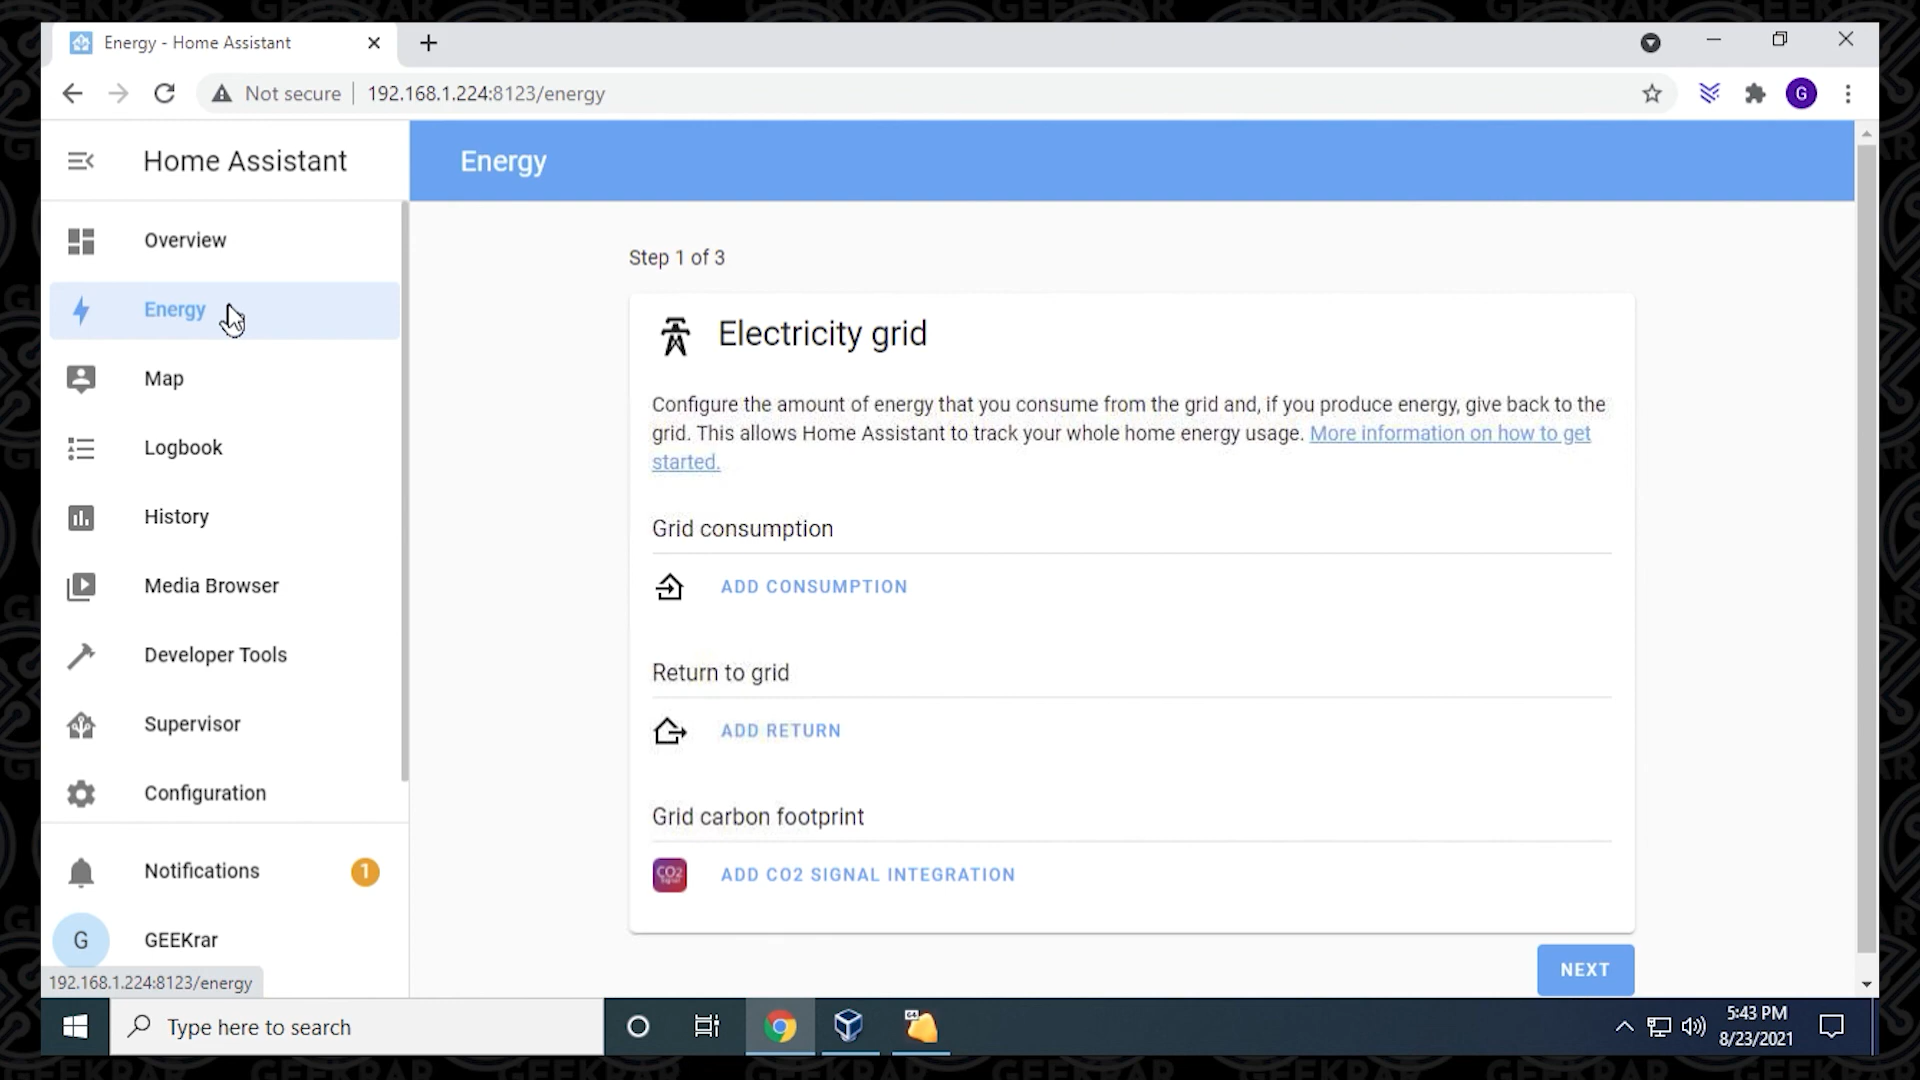 Energy - Home Assistant
Not secure
192.168.1.224:8123/energy
G
Home Assistant
Energy
Overview
Energy
Map
Logbook
History
Media Browser
Developer Tools
Supervisor
Configuration
Notifications
1
G
GEEKrar
192.168.1.224:8123/energy
Step 1 of 3
Electricity grid
Configure the amount of energy that you consume from the grid and, if you produce energy, give back to the
grid. This allows Home Assistant to track your whole home energy usage. More information on how to get
started.
Grid consumption
ADD CONSUMPTION
Return to grid
ADD RETURN
Grid carbon footprint
CO2
Signal
ADD CO2 SIGNAL INTEGRATION
NEXT
Type here to search
64
5:43 PM
8/23/2021